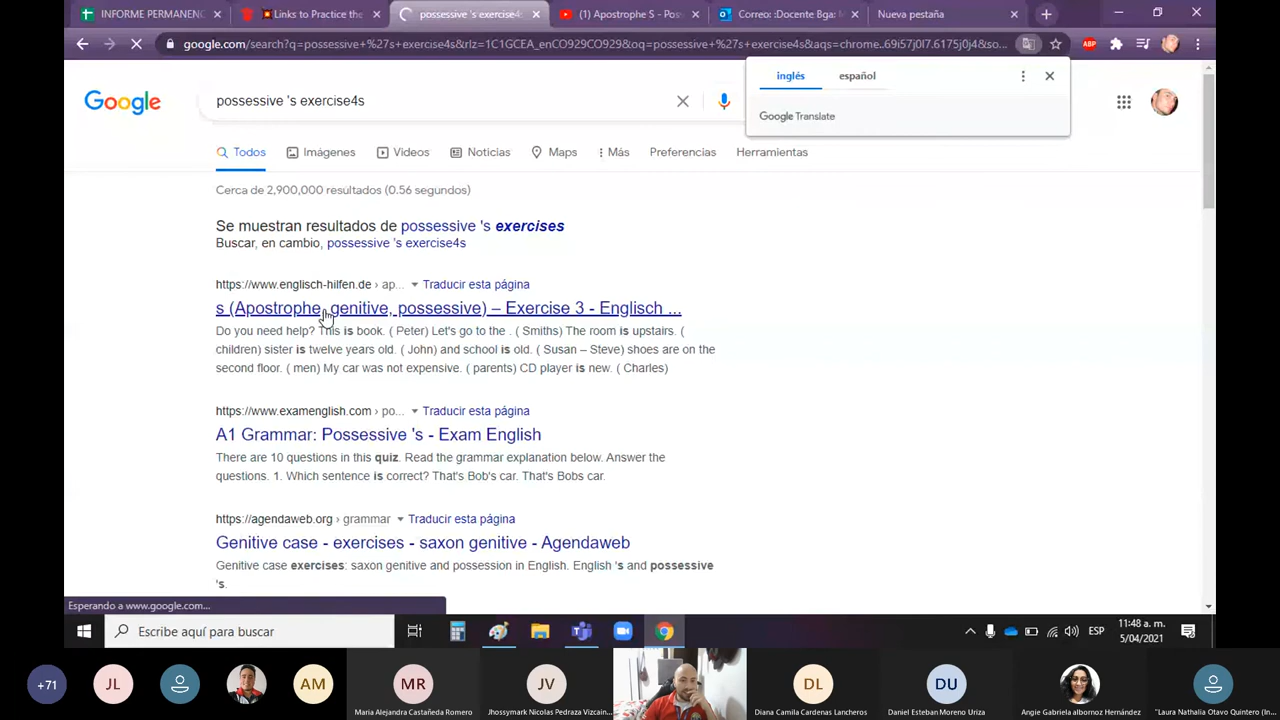 INFORME PERMANENC
Links to Practice the
possessive 's exercise4s
(1) Apostrophe S - Pos
Correo: :Docente Bga: M
Nueva pestaña
google.com/search?q=possessive+%27s+exercise4s&rlz=1C1GCEA_enCO929CO929&oq=possessive+%27s+exercise4s&aqs=chrome..69i57j0l7.6175j0j4&so...
ABP
inglés
español
Google Translate
Google
possessive 's exercise4s
Todos
Imágenes
Videos
Noticias
Maps
Más
Preferencias
Herramientas
Cerca de 2,900,000 resultados (0.56 segundos)
Se muestran resultados de possessive 's exercises
Buscar, en cambio, possessive 's exercise4s
https://www.englisch-hilfen.de › ap...
Traducir esta página
s (Apostrophe, genitive, possessive) – Exercise 3 - Englisch ...
Do you need help? This is book. ( Peter) Let's go to the . ( Smiths) The room is upstairs. (
children) sister is twelve years old. ( John) and school is old. ( Susan – Steve) shoes are on the
second floor. ( men) My car was not expensive. ( parents) CD player is new. ( Charles)
https://www.examenglish.com › po...
Traducir esta página
A1 Grammar: Possessive 's - Exam English
There are 10 questions in this quiz. Read the grammar explanation below. Answer the
questions. 1. Which sentence is correct? That's Bob's car. That's Bobs car.
https://agendaweb.org › grammar
Traducir esta página
Genitive case - exercises - saxon genitive - Agendaweb
Genitive case exercises: saxon genitive and possession in English. English 's and possessive
's.
Esperando a www.google.com...
Escribe aquí para buscar
ESP
11:48 a. m.
5/04/2021
+71
JL
AM
MR
Maria Alejandra Castañeda Romero
JV
Jhossymark Nicolas Pedraza Vizcain...
DL
Diana Camila Cardenas Lancheros
DU
Daniel Esteban Moreno Uriza
Angie Gabriela albornoz Hernández
"Laura Nathalia Otavo Quintero (In...